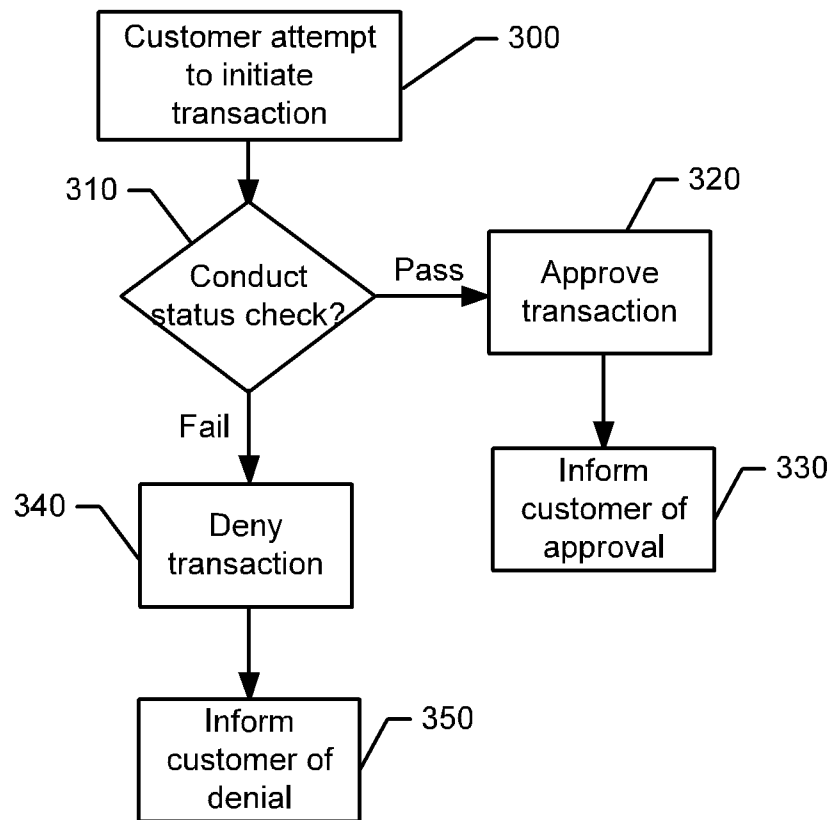 Customer attempt
to initiate
transaction
300
310
Conduct
status check?
Pass
320
Approve
transaction
Fail
Inform
customer of
approval
330
340
Deny
transaction
Inform
customer of
denial
350